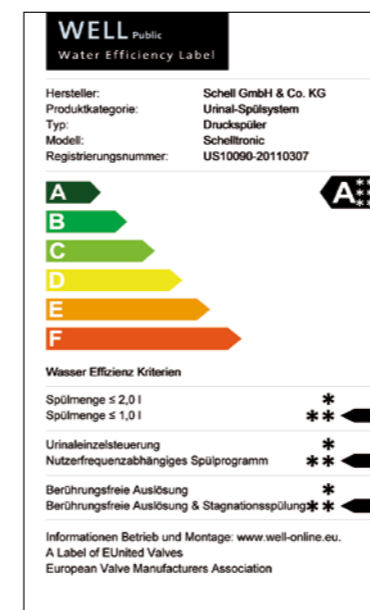 WELL Public
Water Efficiency Label
Hersteller: Schell GmbH & Co. KG
Produktkategorie: Urinal-Spülsystem
Typ: Druckspüler
Modell: Schelltronic
Registrierungsnummer: US10090-20110307
A A
B
C
D
E
F
Wasser Effizienz Kriterien
Spülmenge ≤ 2,0 l *
Spülmenge ≤ 1,0 l **
Urinaleinzelsteuerung *
Nutzerfrequenzabhängiges Spülprogramm **
Berührungsfreie Auslösung *
Berührungsfreie Auslösung & Stagnationsspülung **
Informationen Betrieb und Montage: www.well-online.eu.
A Label of EUnited Valves
European Valve Manufacturers Association